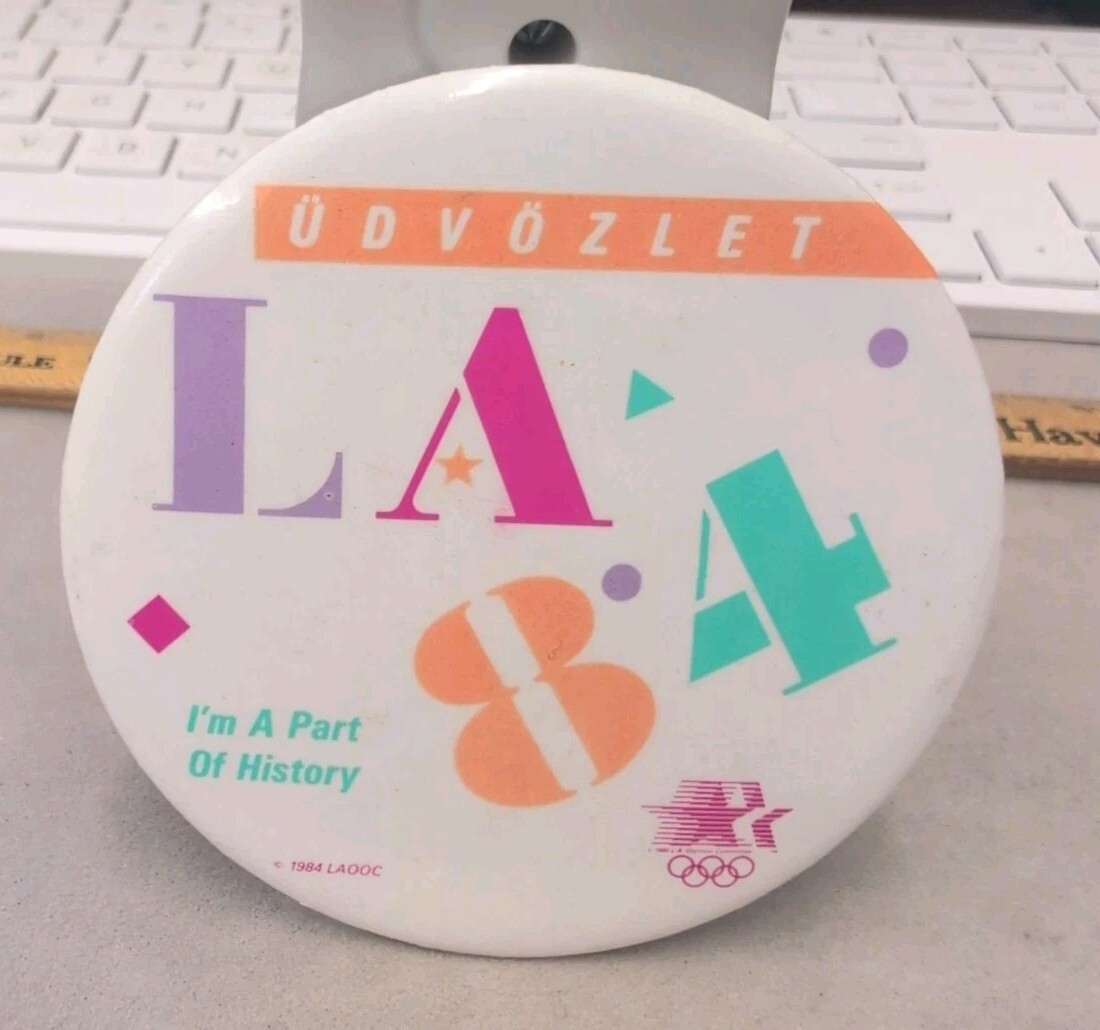 ÜDVÖZLET
LA
84
I'm A Part
Of History
© 1984 LAOOC